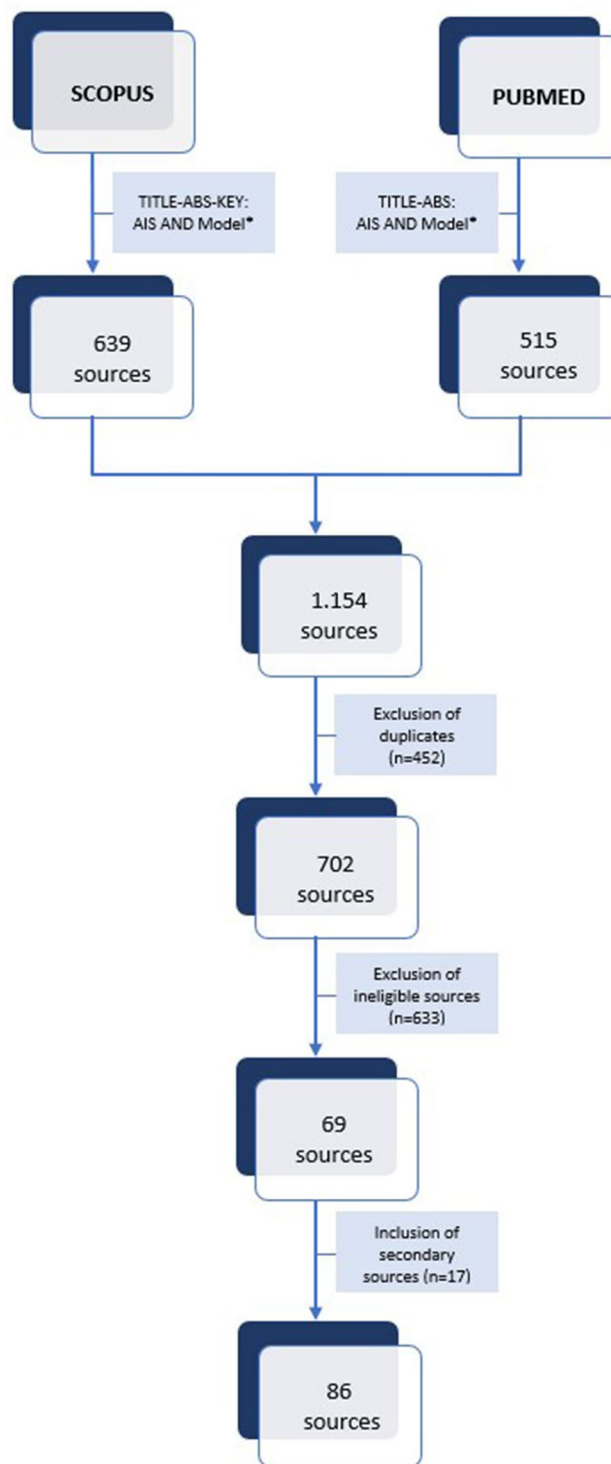 SCOPUS
PUBMED
TITLE-ABS-KEY:
AIS AND Model*
TITLE-ABS:
AIS AND Model*
639
sources
515
sources
1.154
sources
Exclusion of
duplicates
(n=452)
702
sources
Exclusion of
ineligible sources
(n=633)
69
sources
Inclusion of
secondary
sources (n=17)
86
sources